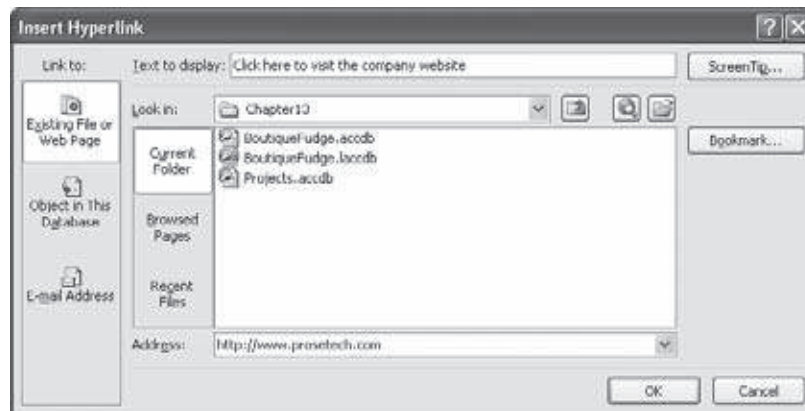 Insert Hyperlink
Link to:
Text to display: Click here to visit the company website
ScreenTip...
Existing File or
Web Page
Look in:
Chapter13
Bookmark...
Current
Folder
BoutiqueFudge.accdb
BoutiqueFudge.laccdb
Projects.accdb
Object in This
Database
Browsed
Pages
E-mail Address
Recent
Files
Address: http://www.prosetech.com
OK
Cancel